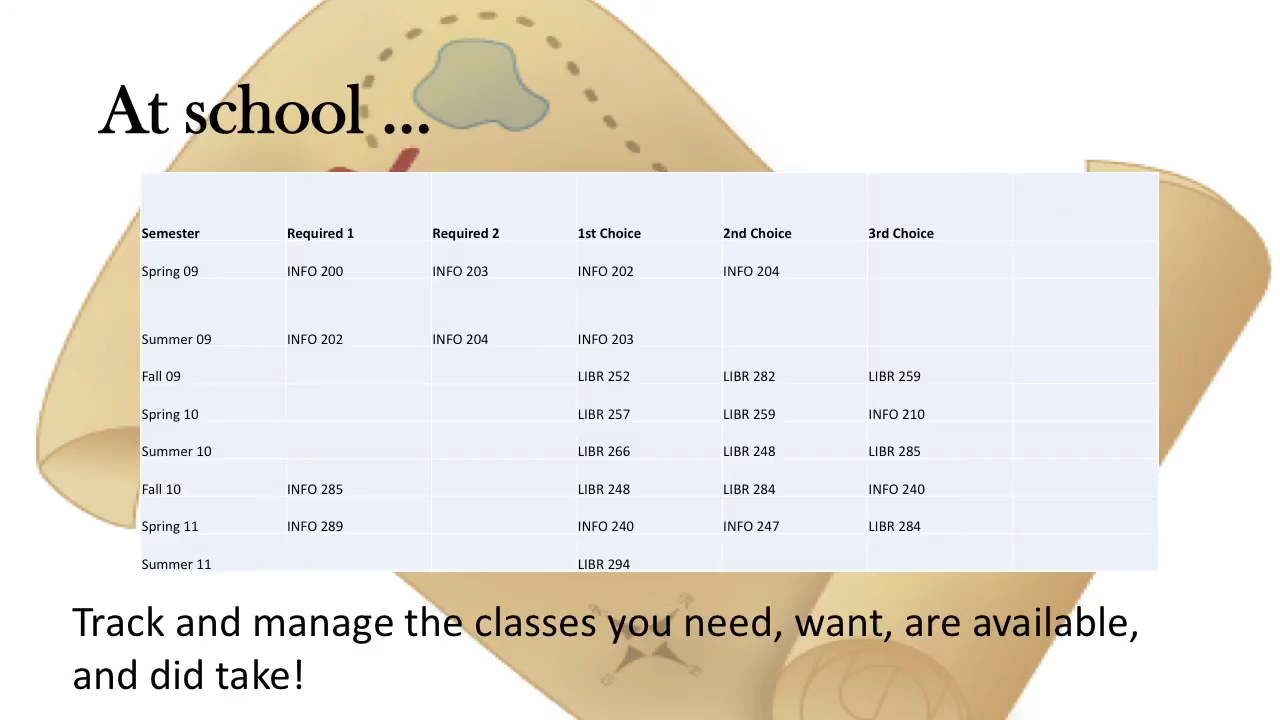 At school ...
Semester Required 1 Required 2 1st Choice 2nd Choice 3rd Choice
Spring 09 INFO 200 INFO 203 INFO 202 INFO 204
Summer 09 INFO 202 INFO 204 INFO 203
Fall 09 LIBR 252 LIBR 282 LIBR 259
Spring 10 LIBR 257 LIBR 259 INFO 210
Summer 10 LIBR 266 LIBR 248 LIBR 285
Fall 10 INFO 285 LIBR 248 LIBR 284 INFO 240
Spring 11 INFO 289 INFO 240 INFO 247 LIBR 284
Summer 11 LIBR 294
Track and manage the classes you need, want, are available,
and did take!